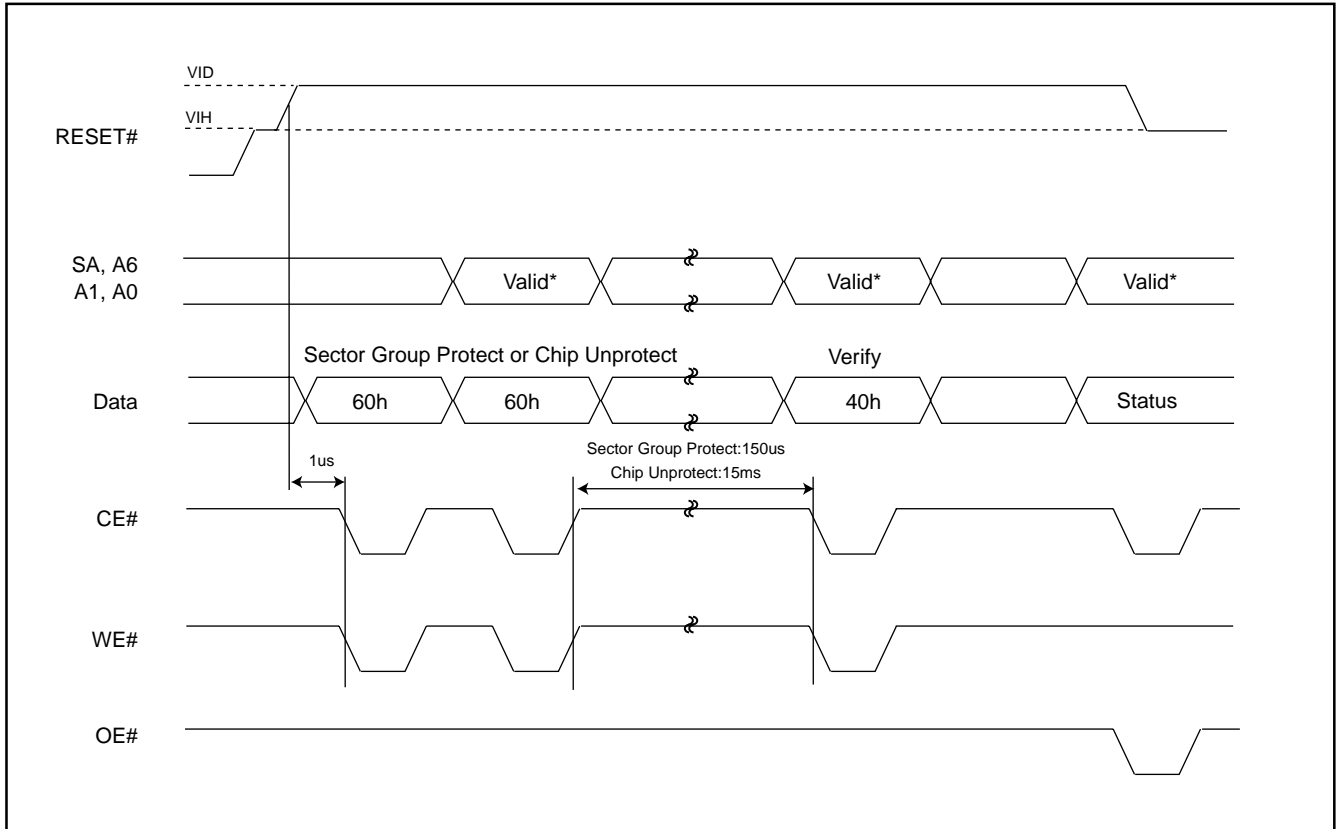 VID
VIH
RESET#
SA, A6
A1, A0
Valid*
Valid*
Valid*
Sector Group Protect or Chip Unprotect
Verify
Data
60h
60h
40h
Status
Sector Group Protect:150us
1us
Chip Unprotect:15ms
CE#
WE#
OE#